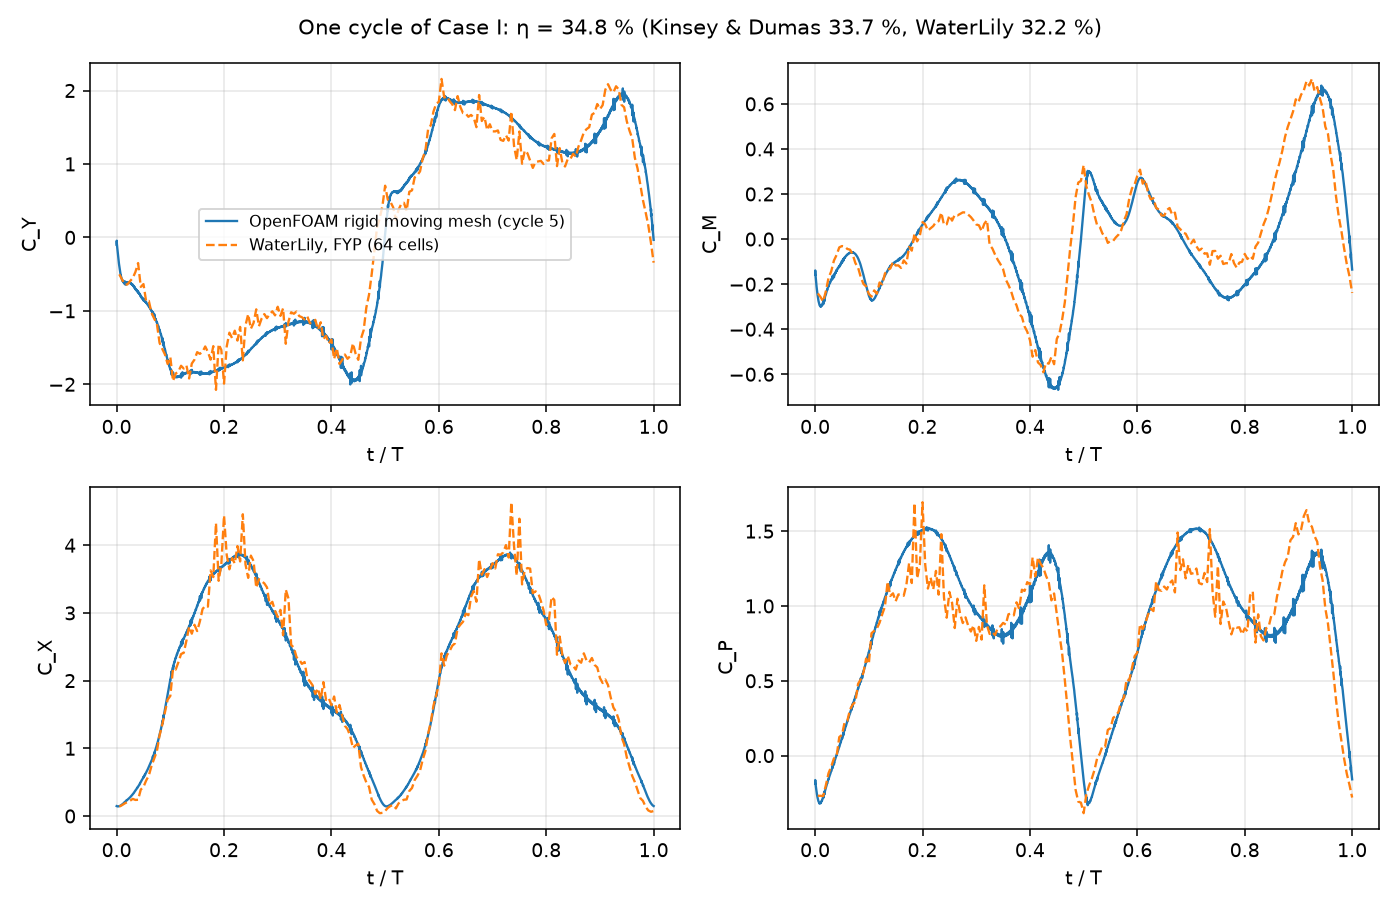 One cycle of Case I: η = 34.8 % (Kinsey & Dumas 33.7 %, WaterLily 32.2 %)
2
1
0
−1
−2
C_Y
OpenFOAM rigid moving mesh (cycle 5)
WaterLily, FYP (64 cells)
0.0 0.2 0.4 0.6 0.8 1.0
t / T
0.6
0.4
0.2
0.0
−0.2
−0.4
−0.6
C_M
0.0 0.2 0.4 0.6 0.8 1.0
t / T
4
3
2
1
0
C_X
0.0 0.2 0.4 0.6 0.8 1.0
t / T
1.5
1.0
0.5
0.0
C_P
0.0 0.2 0.4 0.6 0.8 1.0
t / T